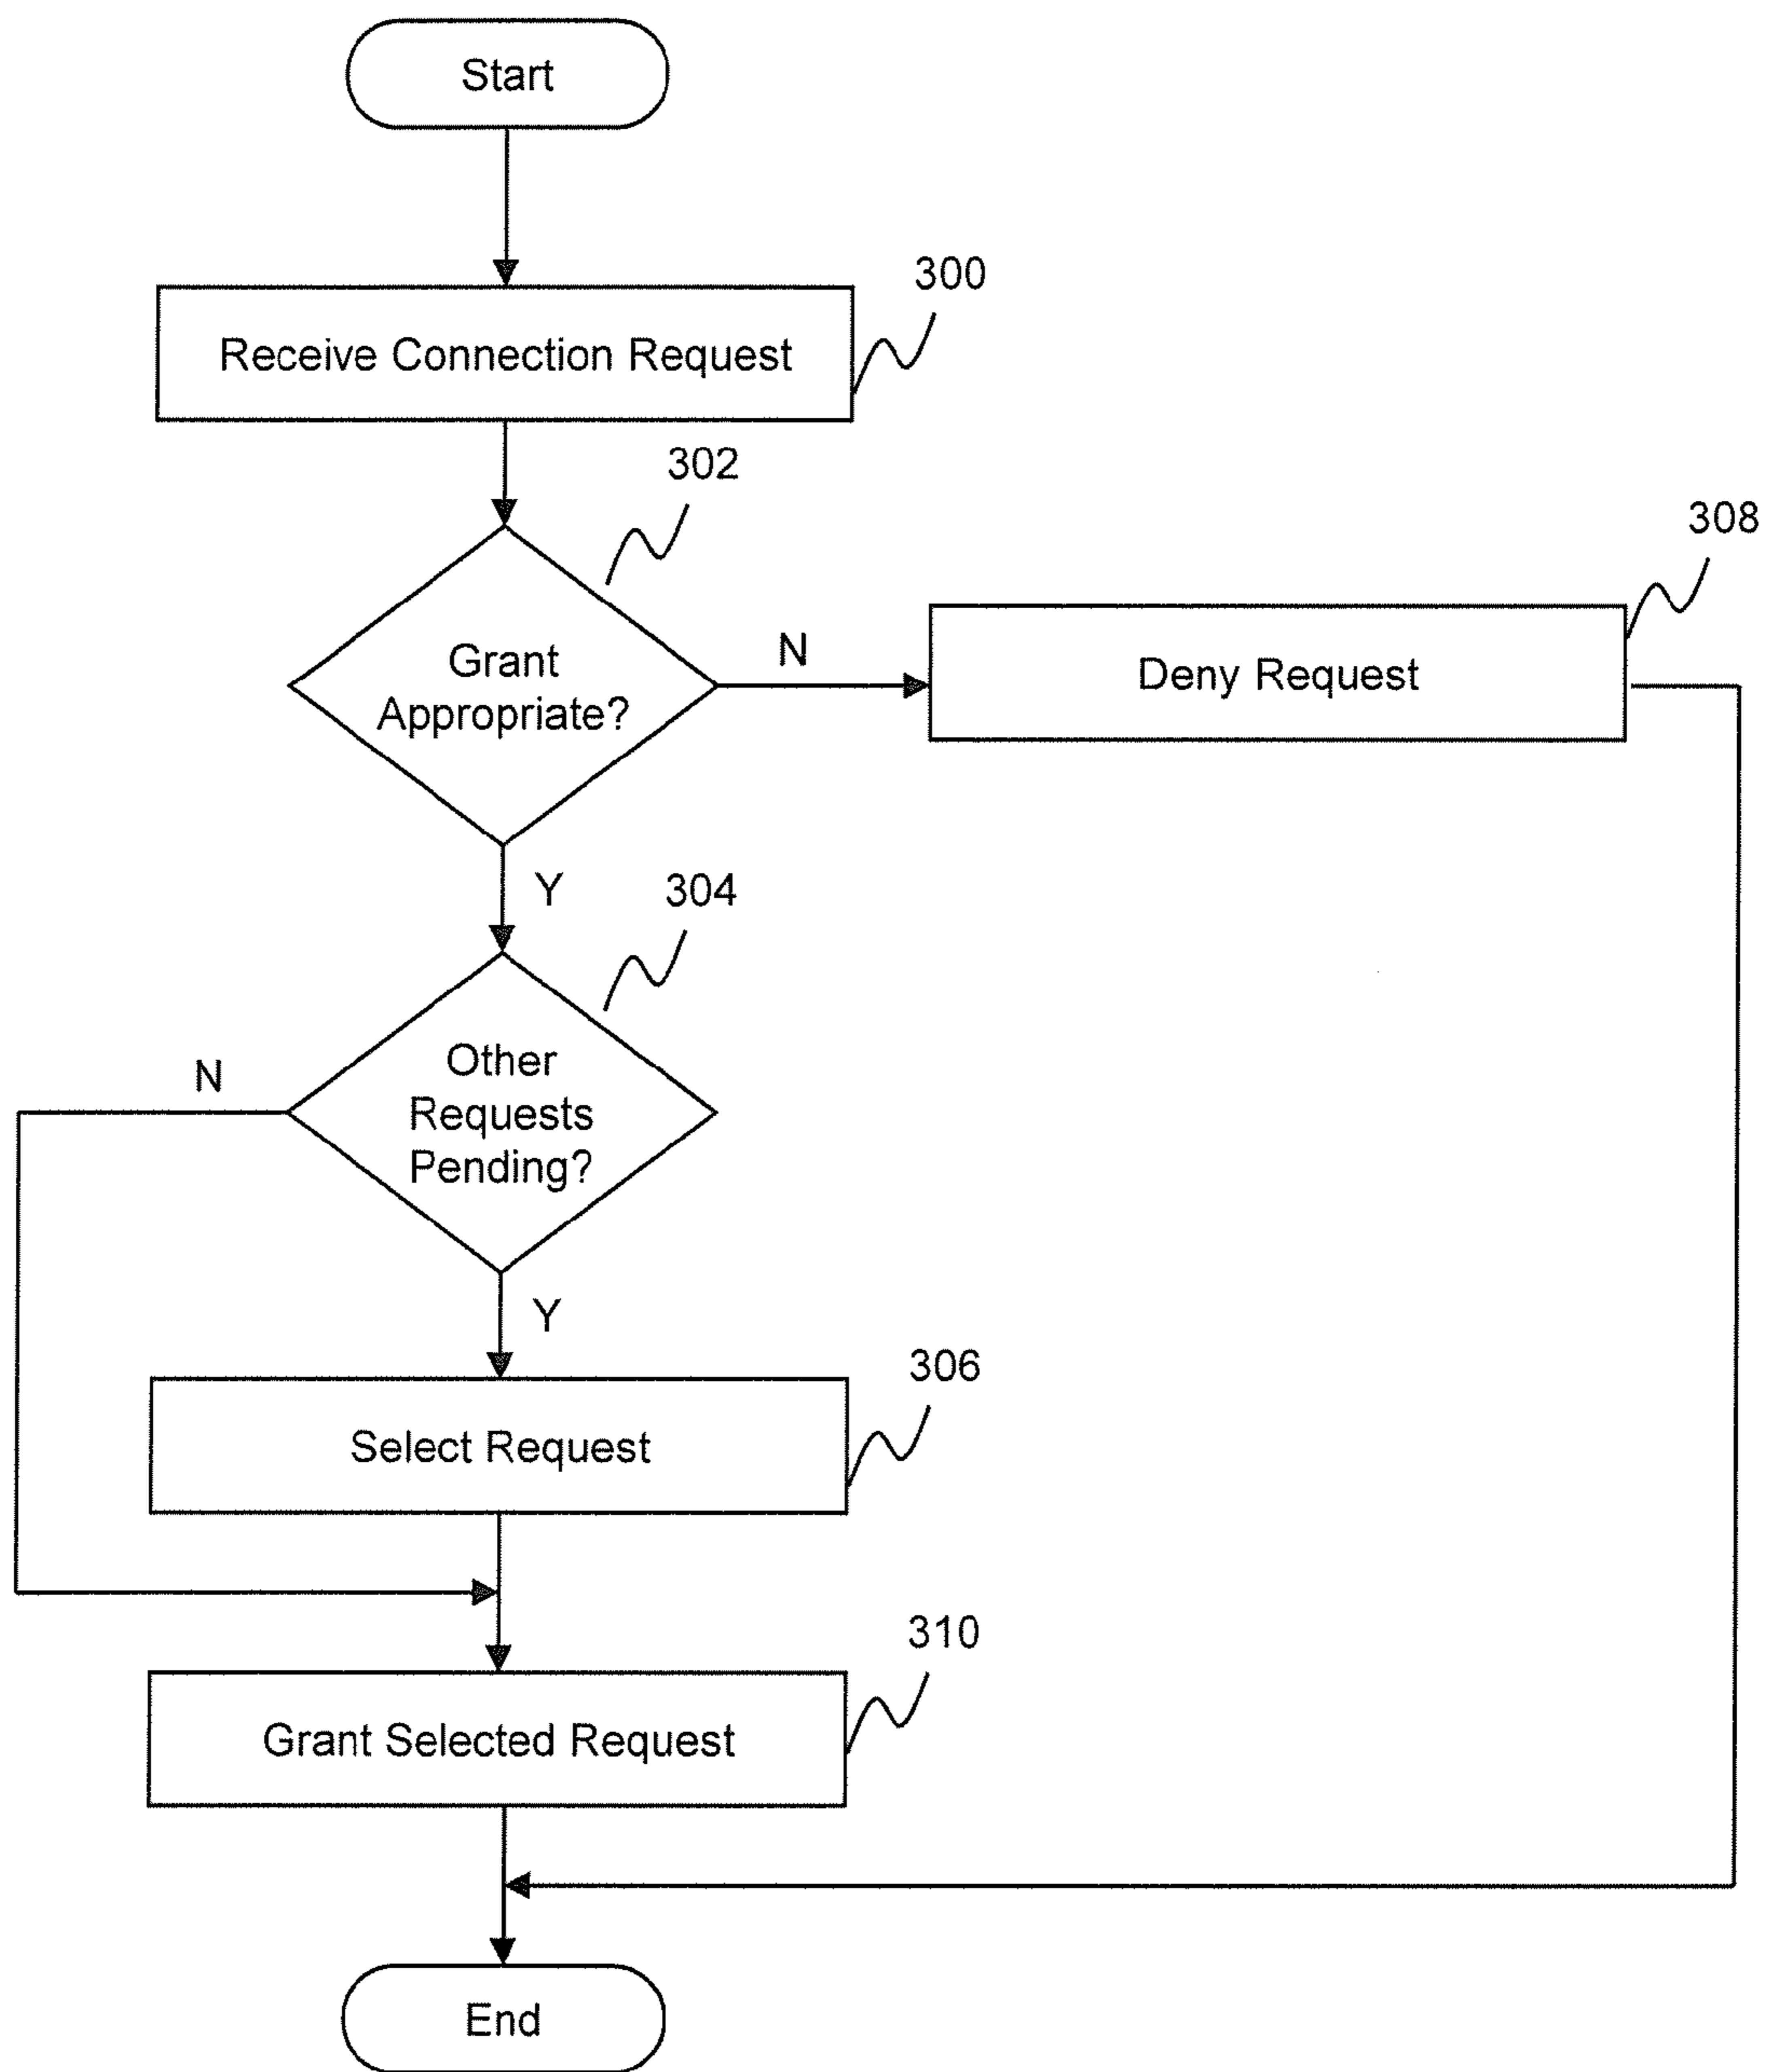 Start
300
Receive Connection Request
302
308
Grant
Appropriate?
N
Deny Request
Y
304
Other
Requests
Pending?
N
Y
306
Select Request
310
Grant Selected Request
End